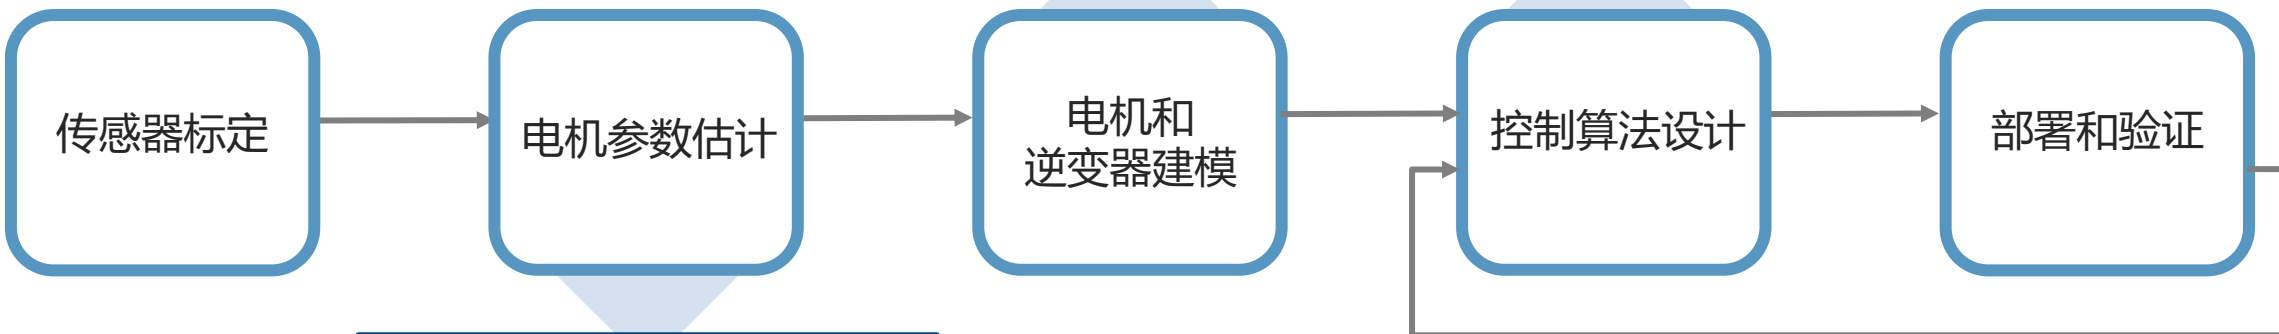 传感器标定
电机参数估计
电机和
逆变器建模
控制算法设计
部署和验证